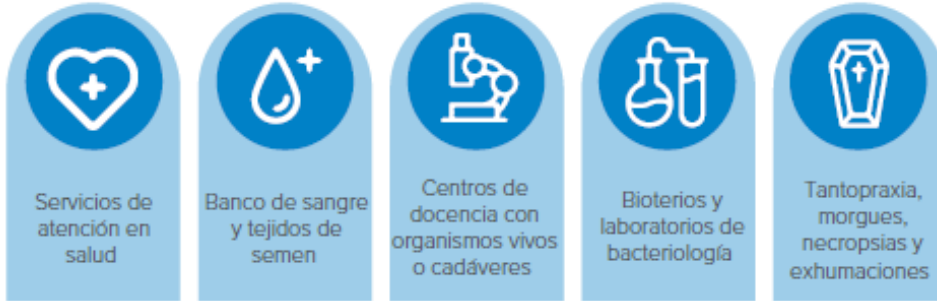 Servicios de
atención en
salud
Banco de sangre
y tejidos de
semen
Centros de
docencia con
organismos vivos
o cadáveres
Bioterios y
laboratorios de
bacteriología
Tantopraxia,
morgues,
necropsias y
exhumaciones